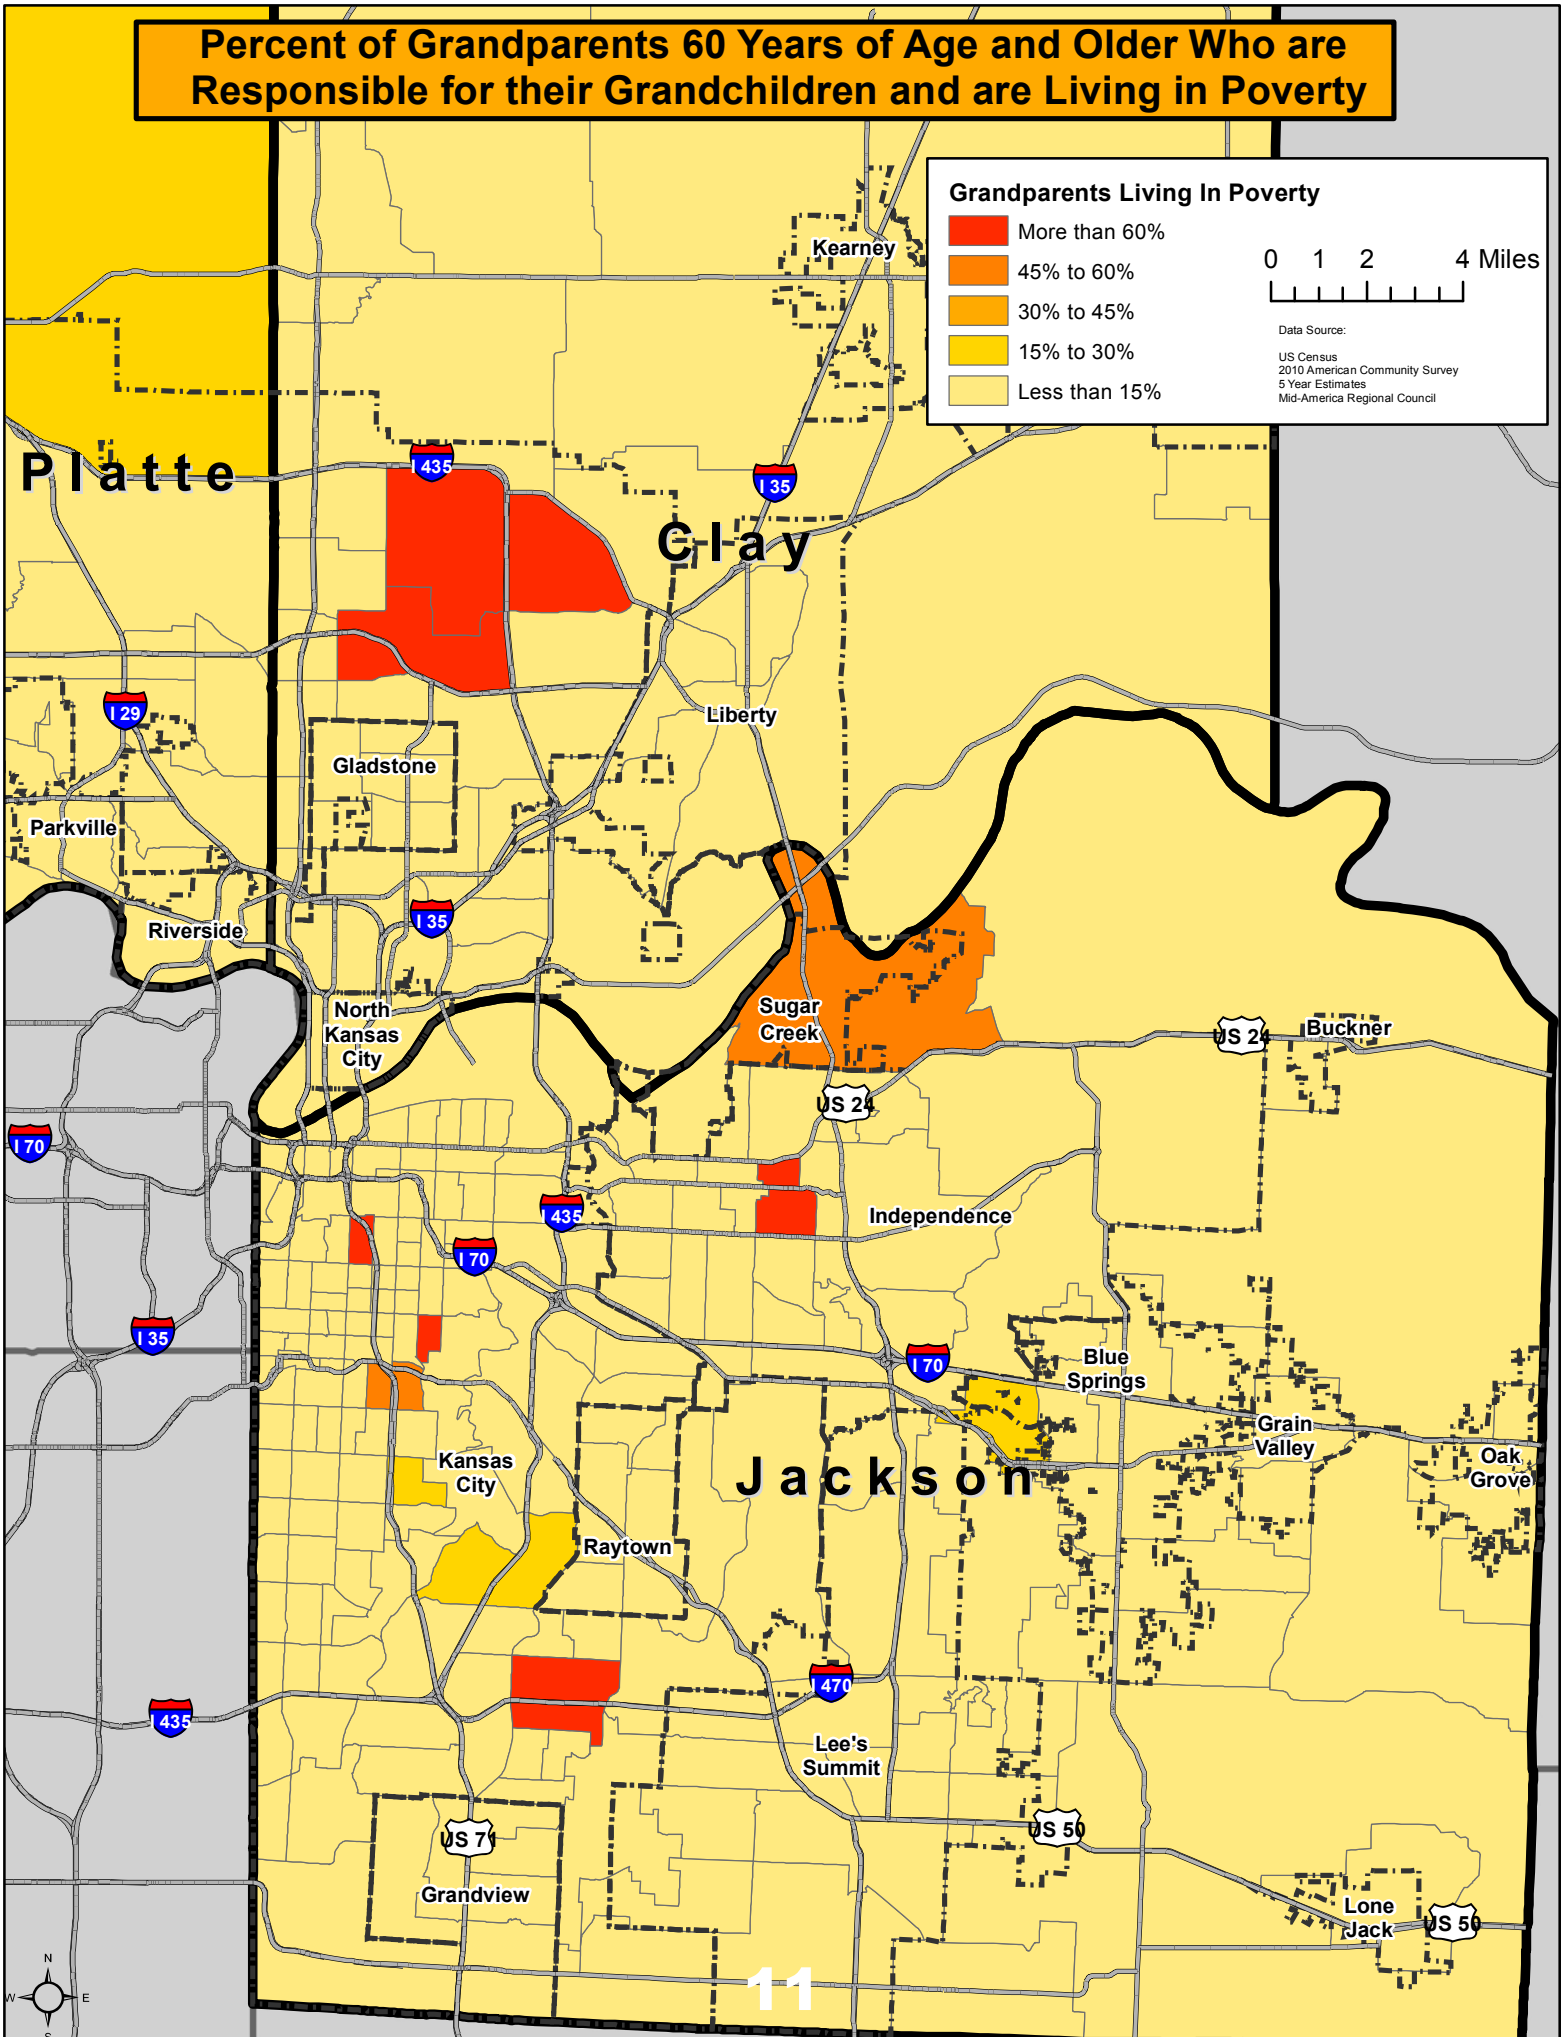 Percent of Grandparents 60 Years of Age and Older Who are
Responsible for their Grandchildren and are Living in Poverty
Grandparents Living In Poverty
More than 60%
45% to 60%
30% to 45%
15% to 30%
Less than 15%
0 1 2 4 Miles
Data Source:
US Census
2010 American Community Survey
5 Year Estimates
Mid-America Regional Council
Kearney
Platte
I 435
I 35
Clay
I 29
Liberty
Gladstone
Parkville
I 35
Riverside
North
Kansas
City
Sugar
Creek
US 24
Buckner
US 24
I 70
I 435
Independence
I 70
I 35
I 70
Blue
Springs
Grain
Valley
Oak
Grove
Kansas
City
Jackson
Raytown
I 470
I 435
Lee's
Summit
US 71
US 50
Grandview
Lone
Jack
US 50
N
W E
S
11